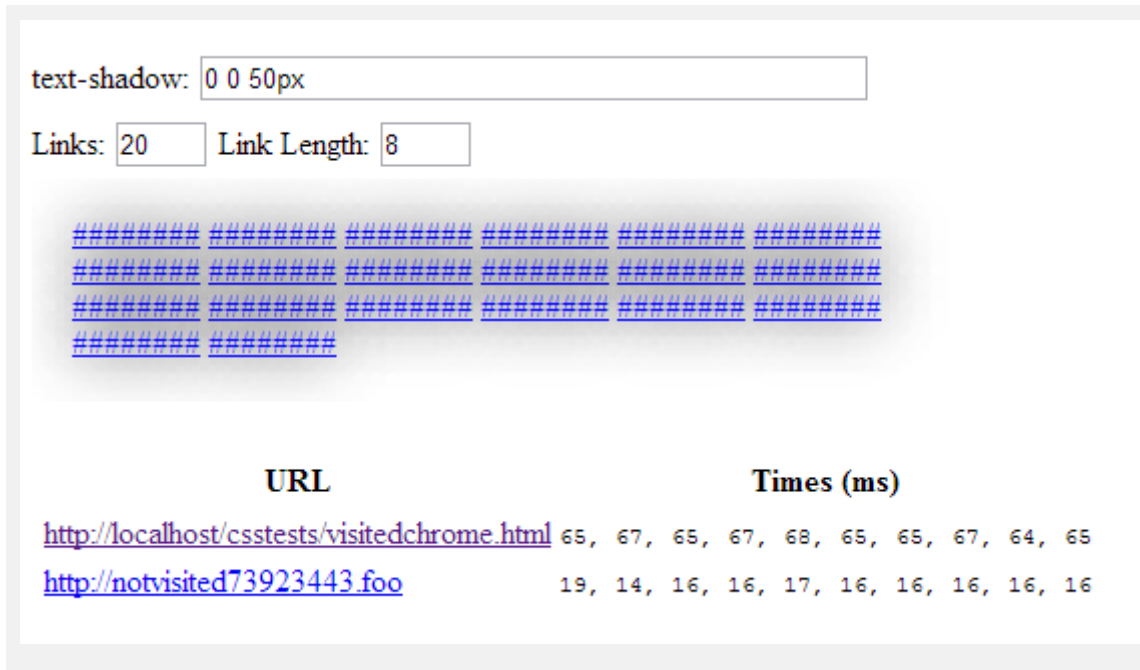 text-shadow: 0 0 50px
Links: 20 Link Length: 8
######## ######## ######## ######## ######## ########
######## ######## ######## ######## ######## ########
######## ######## ######## ######## ######## ########
######## ########
URL Times (ms)
http://localhost/csstests/visitedchrome.html 65, 67, 65, 67, 68, 65, 65, 67, 64, 65
http://notvisited73923443.foo 19, 14, 16, 16, 17, 16, 16, 16, 16, 16